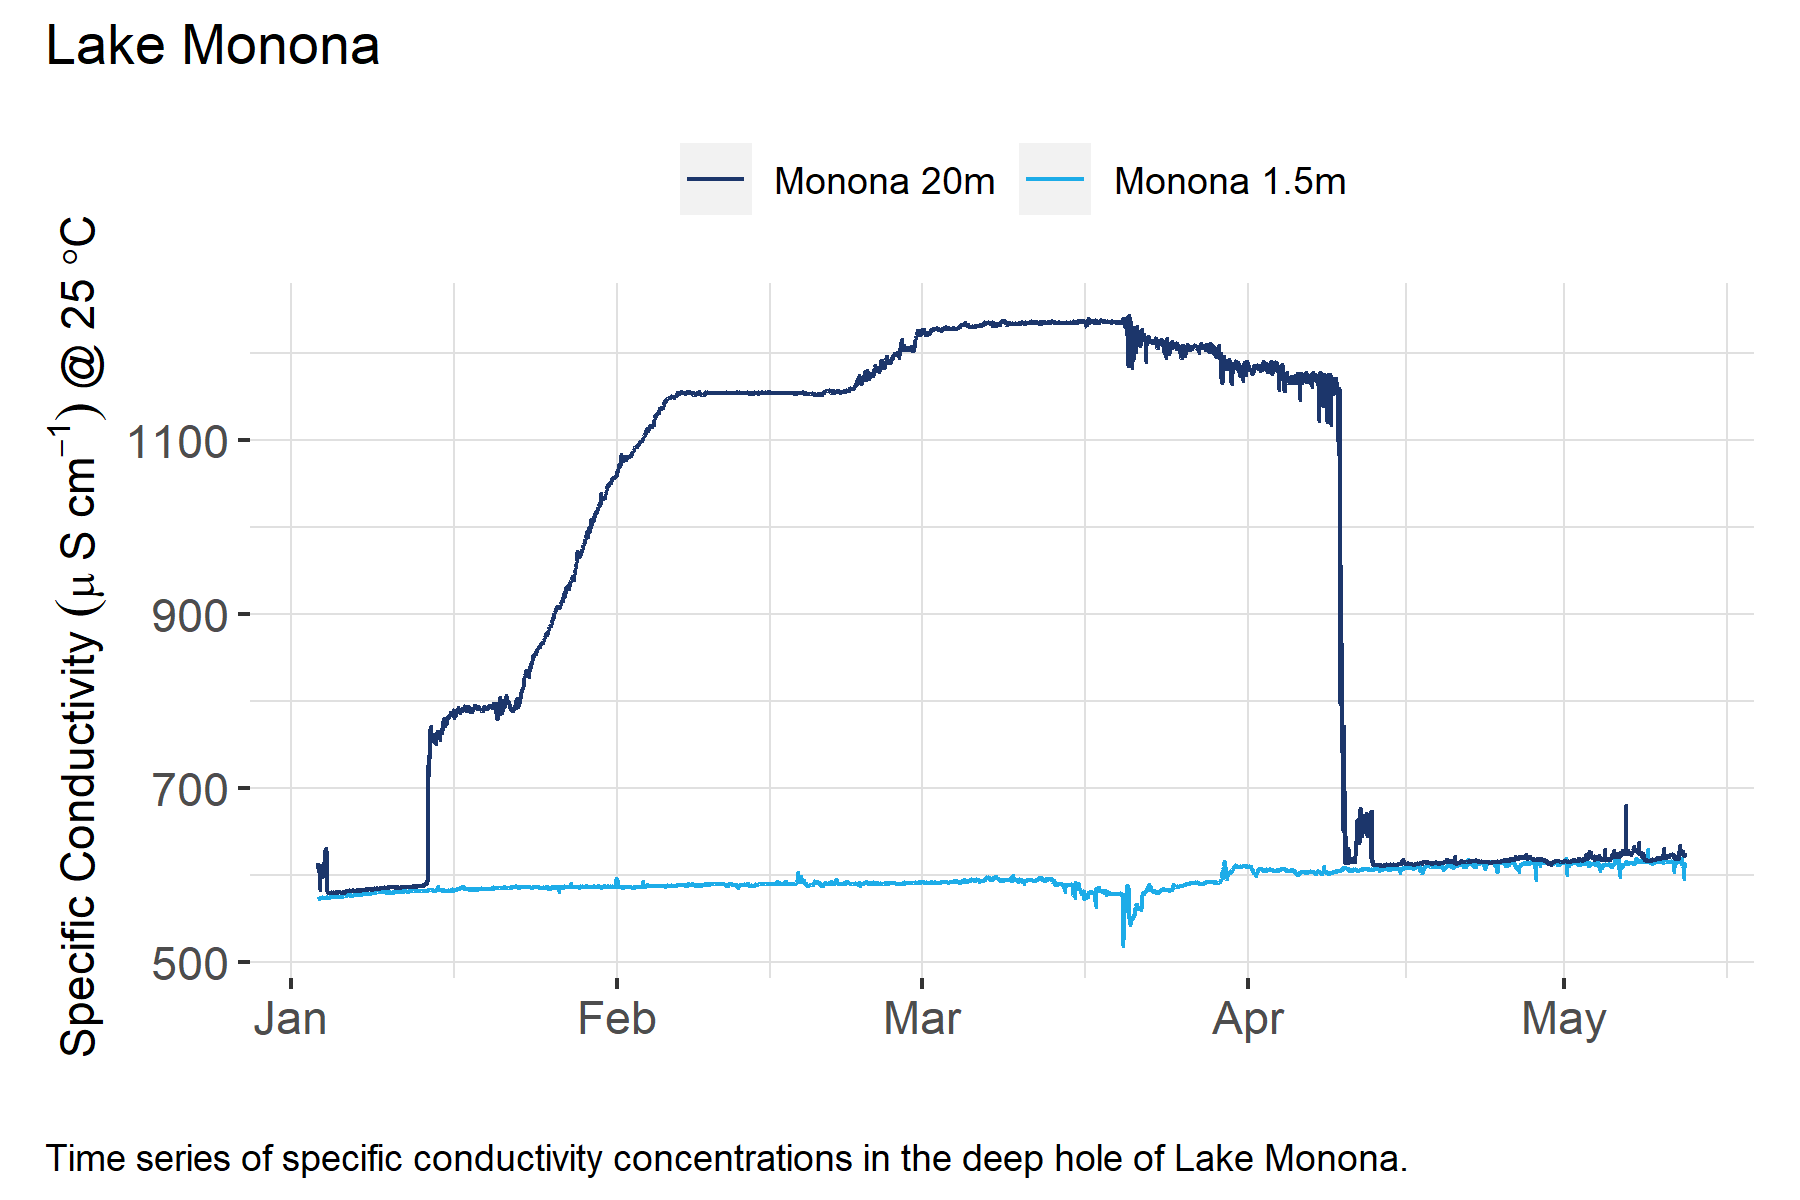 Lake Monona
Monona 20m
Monona 1.5m
Specific Conductivity (μ S cm⁻¹) @ 25 °C
1100
900
700
500
Jan
Feb
Mar
Apr
May
Time series of specific conductivity concentrations in the deep hole of Lake Monona.